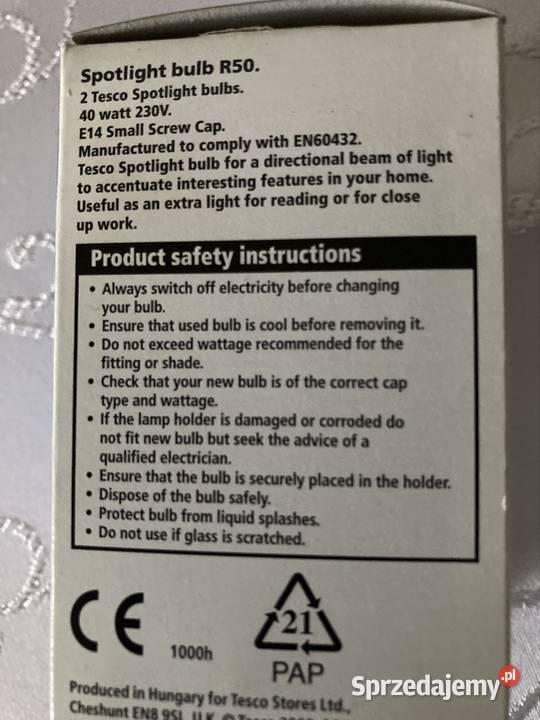 Spotlight bulb R50.
2 Tesco Spotlight bulbs.
40 watt 230V.
E14 Small Screw Cap.
Manufactured to comply with EN60432.
Tesco Spotlight bulb for a directional beam of light
to accentuate interesting features in your home.
Useful as an extra light for reading or for close
up work.
Product safety instructions
• Always switch off electricity before changing
your bulb.
• Ensure that used bulb is cool before removing it.
• Do not exceed wattage recommended for the
fitting or shade.
• Check that your new bulb is of the correct cap
type and wattage.
• If the lamp holder is damaged or corroded do
not fit new bulb but seek the advice of a
qualified electrician.
• Ensure that the bulb is securely placed in the holder.
• Dispose of the bulb safely.
• Protect bulb from liquid splashes.
• Do not use if glass is scratched.
CE
1000h
21
PAP
Produced in Hungary for Tesco Stores Ltd.,
Cheshunt EN8 9SL, U.K. © Tesco
Sprzedajemy.pl